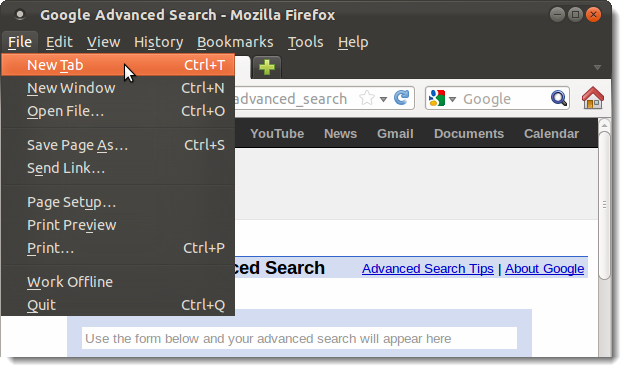 Google Advanced Search - Mozilla Firefox
File Edit View History Bookmarks Tools Help
New Tab Ctrl+T
New Window Ctrl+N
Open File... Ctrl+O
Save Page As... Ctrl+S
Send Link...
Page Setup...
Print Preview
Print... Ctrl+P
Work Offline
Quit Ctrl+Q
advanced_search Google
YouTube News Gmail Documents Calendar
ced Search Advanced Search Tips | About Google
Use the form below and your advanced search will appear here